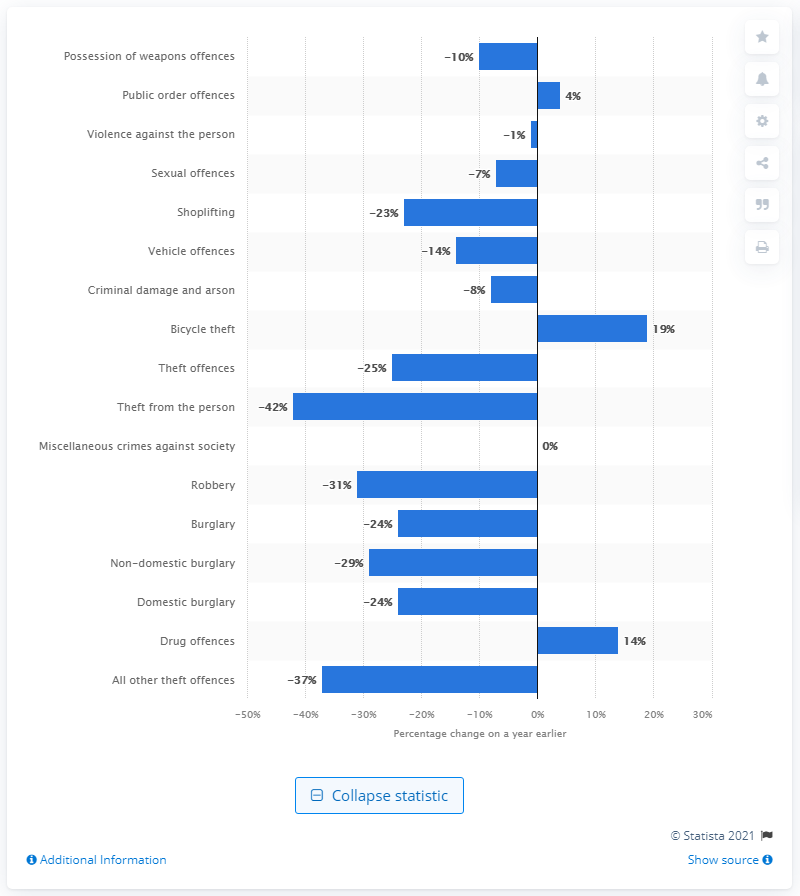 Possession of weapons offences −10%
Public order offences 4%
Violence against the person −1%
Sexual offences −7%
Shoplifting −23%
Vehicle offences −14%
Criminal damage and arson −8%
Bicycle theft 19%
Theft offences −25%
Theft from the person −42%
Miscellaneous crimes against society 0%
Robbery −31%
Burglary −24%
Non-domestic burglary −29%
Domestic burglary −24%
Drug offences 14%
All other theft offences −37%
−50% −40% −30% −20% −10% 0% 10% 20% 30%
Percentage change on a year earlier
Collapse statistic
© Statista 2021
Additional Information Show source